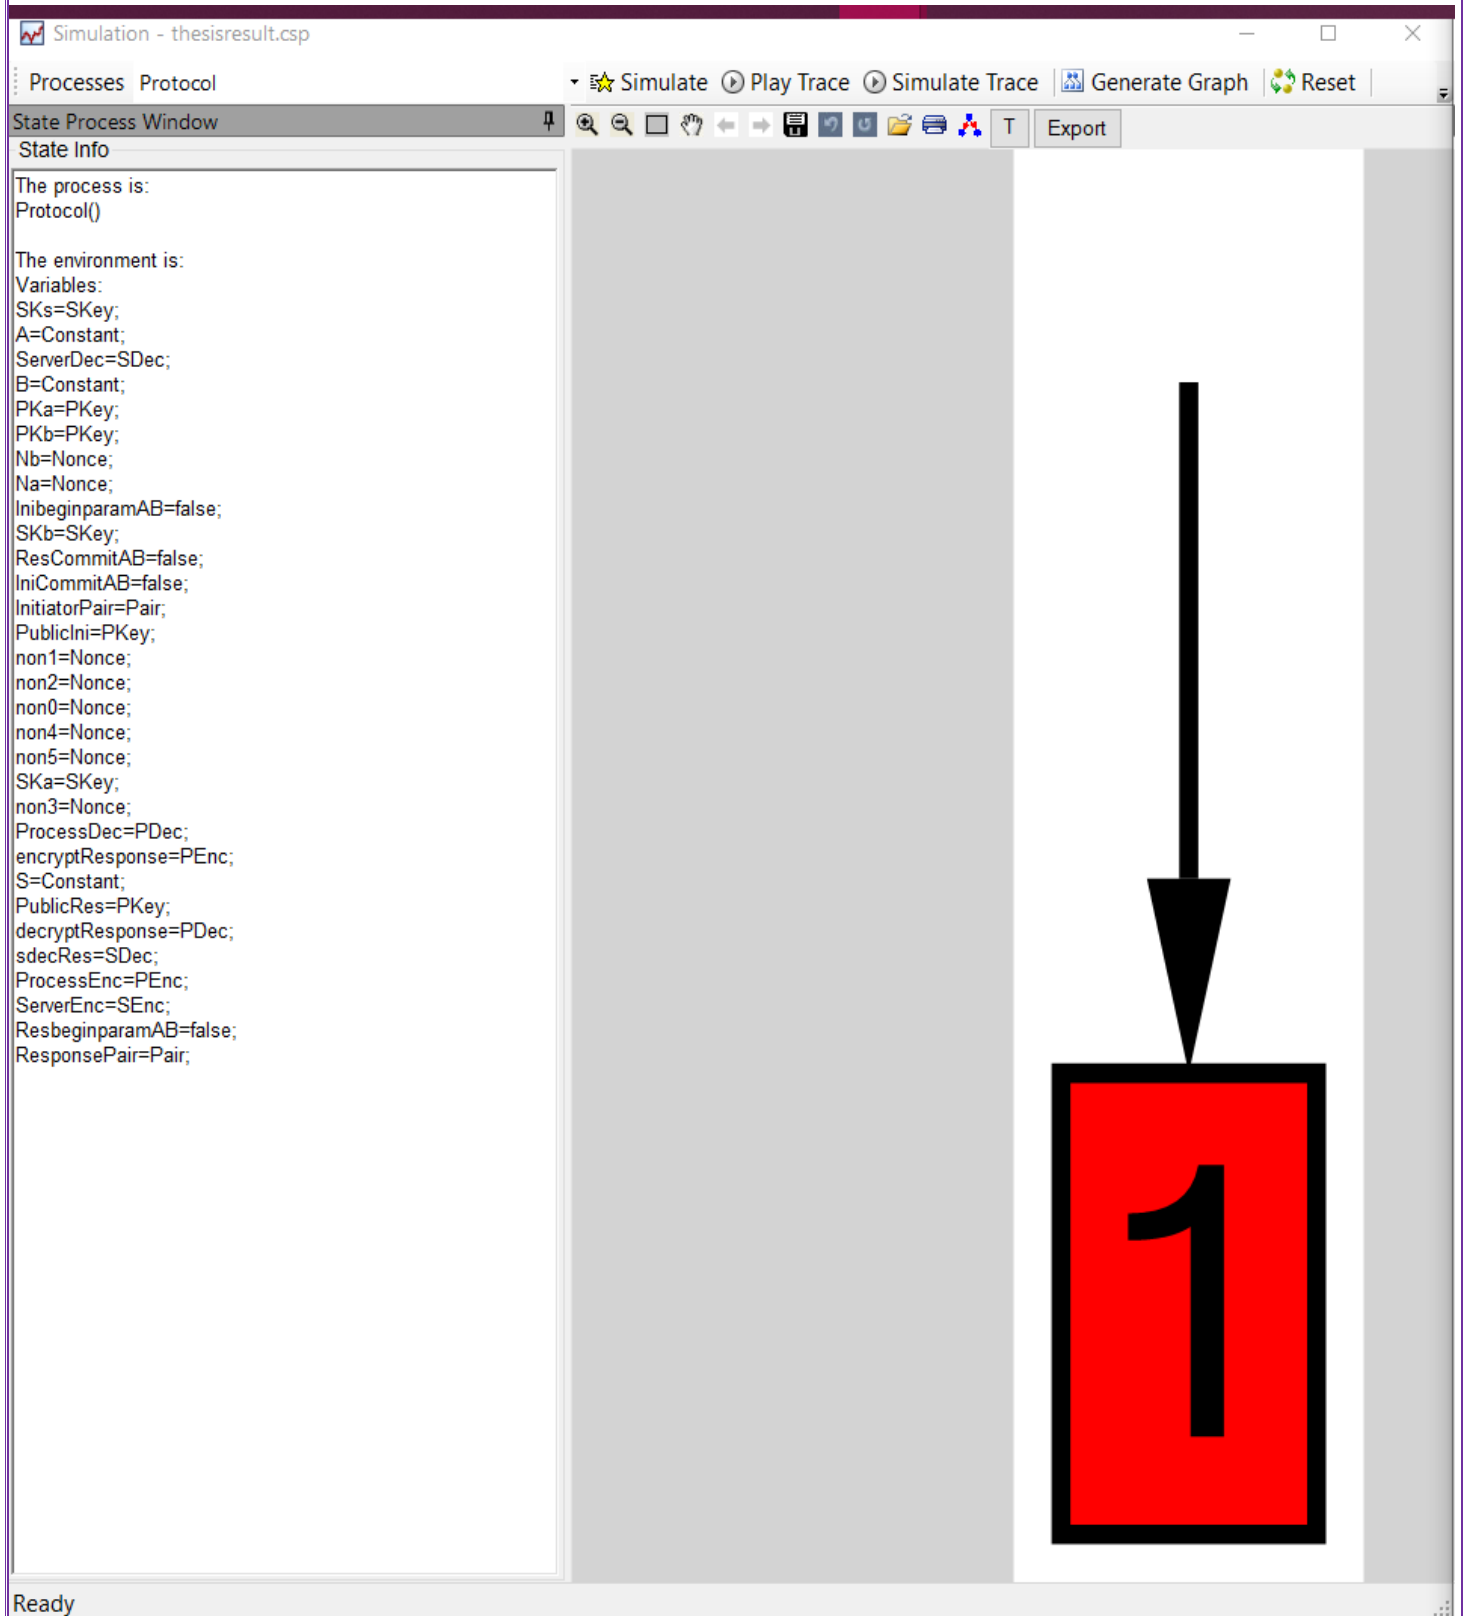 Simulation - thesisresult.csp
Processes Protocol Simulate Play Trace Simulate Trace Generate Graph Reset
State Process Window
T Export
State Info
The process is:
Protocol()
The environment is:
Variables:
SKs=SKey;
A=Constant;
ServerDec=SDec;
B=Constant;
PKa=PKey;
PKb=PKey;
Nb=Nonce;
Na=Nonce;
InibeginparamAB=false;
SKb=SKey;
ResCommitAB=false;
IniCommitAB=false;
InitiatorPair=Pair;
PublicIni=PKey;
non1=Nonce;
non2=Nonce;
non0=Nonce;
non4=Nonce;
non5=Nonce;
SKa=SKey;
non3=Nonce;
ProcessDec=PDec;
encryptResponse=PEnc;
S=Constant;
PublicRes=PKey;
decryptResponse=PDec;
sdecRes=SDec;
ProcessEnc=PEnc;
ServerEnc=SEnc;
ResbeginparamAB=false;
ResponsePair=Pair;
1
Ready